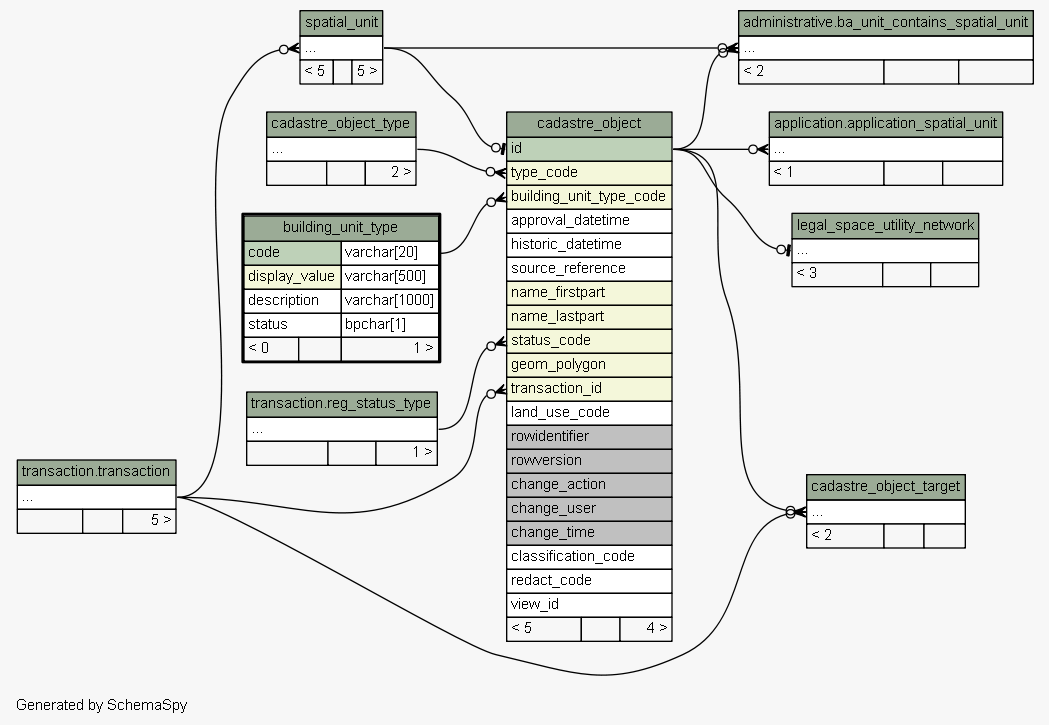 spatial_unit
...
< 5 5 >
administrative.ba_unit_contains_spatial_unit
...
< 2
cadastre_object_type
...
2 >
cadastre_object
id
type_code
building_unit_type_code
approval_datetime
historic_datetime
source_reference
name_firstpart
name_lastpart
status_code
geom_polygon
transaction_id
land_use_code
rowidentifier
rowversion
change_action
change_user
change_time
classification_code
redact_code
view_id
< 5 4 >
application.application_spatial_unit
...
< 1
building_unit_type
code varchar[20]
display_value varchar[500]
description varchar[1000]
status bpchar[1]
< 0 1 >
legal_space_utility_network
...
< 3
transaction.reg_status_type
...
1 >
transaction.transaction
...
5 >
cadastre_object_target
...
< 2
Generated by SchemaSpy